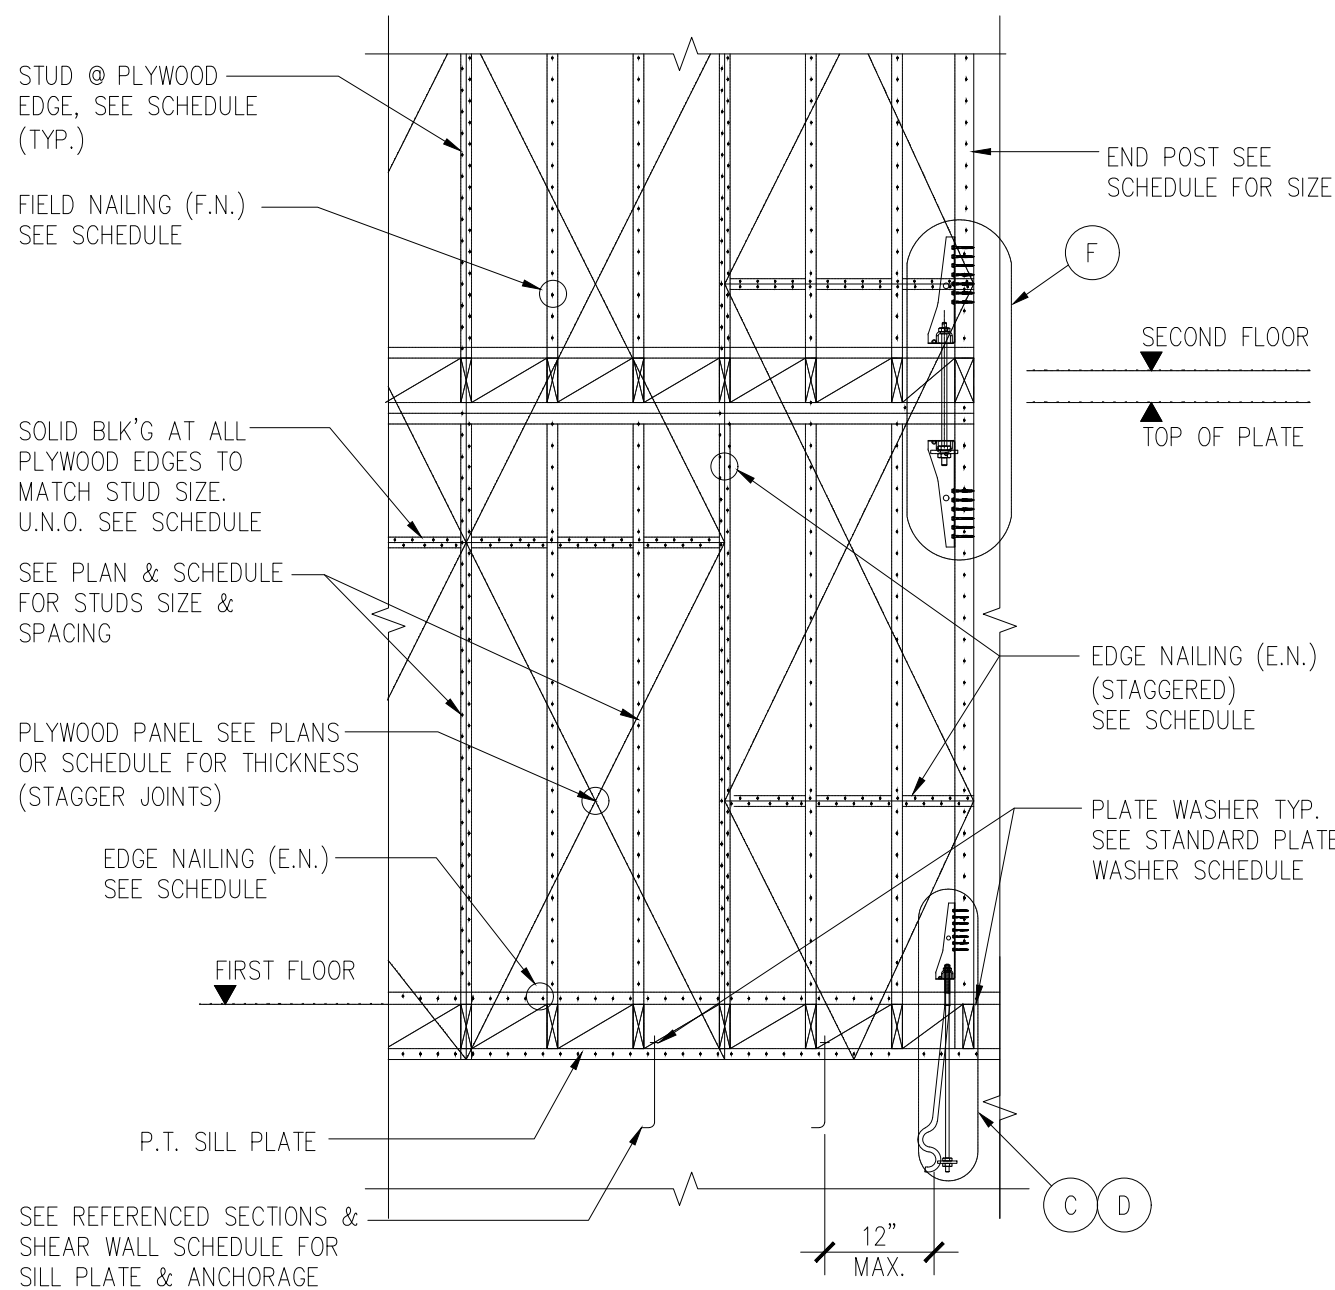 STUD @ PLYWOOD
EDGE, SEE SCHEDULE
(TYP.)
FIELD NAILING (F.N.)
SEE SCHEDULE
END POST SEE
SCHEDULE FOR SIZE
F
SECOND FLOOR
TOP OF PLATE
SOLID BLK'G AT ALL
PLYWOOD EDGES TO
MATCH STUD SIZE.
U.N.O. SEE SCHEDULE
SEE PLAN & SCHEDULE
FOR STUDS SIZE &
SPACING
EDGE NAILING (E.N.)
(STAGGERED)
SEE SCHEDULE
PLYWOOD PANEL SEE PLANS
OR SCHEDULE FOR THICKNESS
(STAGGER JOINTS)
PLATE WASHER TYP.
SEE STANDARD PLATE
WASHER SCHEDULE
EDGE NAILING (E.N.)
SEE SCHEDULE
FIRST FLOOR
P.T. SILL PLATE
SEE REFERENCED SECTIONS &
SHEAR WALL SCHEDULE FOR
SILL PLATE & ANCHORAGE
C D
12"
MAX.